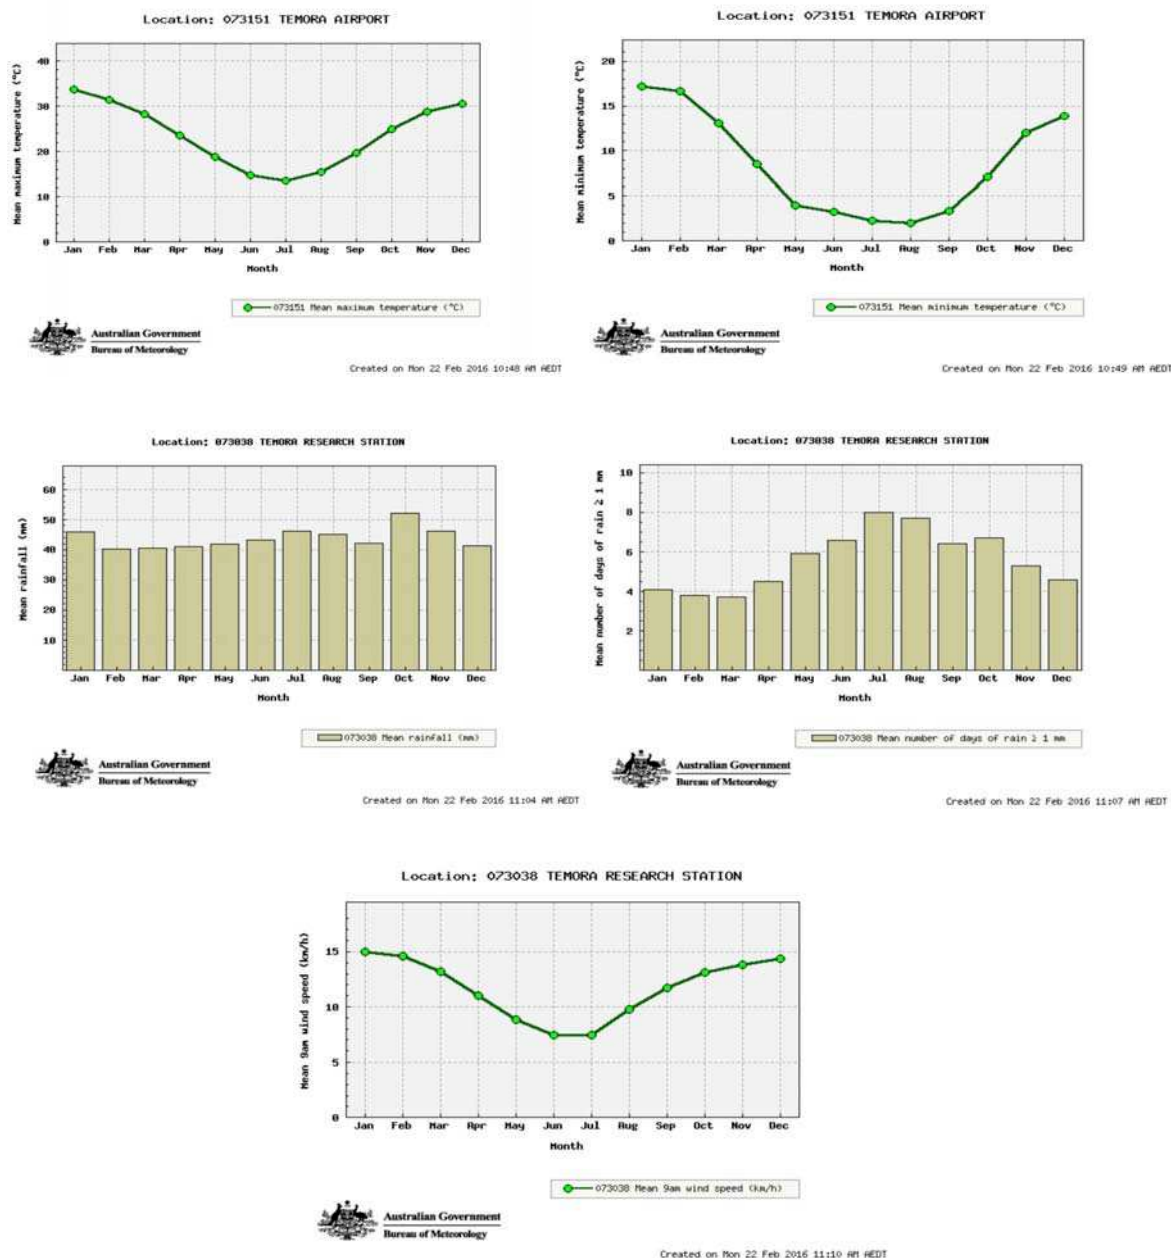 Location: 073151 TEMORA AIRPORT
Mean maximum temperature (°C)
40
30
20
10
0
Jan Feb Mar Apr May Jun Jul Aug Sep Oct Nov Dec
Month
073151 Mean maximum temperature (°C)
Australian Government
Bureau of Meteorology
Created on Mon 22 Feb 2016 10:48 AM AEDT
Location: 073151 TEMORA AIRPORT
Mean minimum temperature (°C)
20
15
10
5
0
Jan Feb Mar Apr May Jun Jul Aug Sep Oct Nov Dec
Month
073151 Mean minimum temperature (°C)
Australian Government
Bureau of Meteorology
Created on Mon 22 Feb 2016 10:49 AM AEDT
Location: 073038 TEMORA RESEARCH STATION
Mean rainfall (mm)
60
50
40
30
20
10
Jan Feb Mar Apr May Jun Jul Aug Sep Oct Nov Dec
Month
073038 Mean rainfall (mm)
Australian Government
Bureau of Meteorology
Created on Mon 22 Feb 2016 11:04 AM AEDT
Location: 073038 TEMORA RESEARCH STATION
Mean number of days of rain ≥ 1 mm
10
8
6
4
2
Jan Feb Mar Apr May Jun Jul Aug Sep Oct Nov Dec
Month
073038 Mean number of days of rain ≥ 1 mm
Australian Government
Bureau of Meteorology
Created on Mon 22 Feb 2016 11:07 AM AEDT
Location: 073038 TEMORA RESEARCH STATION
Mean 9am wind speed (km/h)
15
10
5
0
Jan Feb Mar Apr May Jun Jul Aug Sep Oct Nov Dec
Month
073038 Mean 9am wind speed (km/h)
Australian Government
Bureau of Meteorology
Created on Mon 22 Feb 2016 11:10 AM AEDT